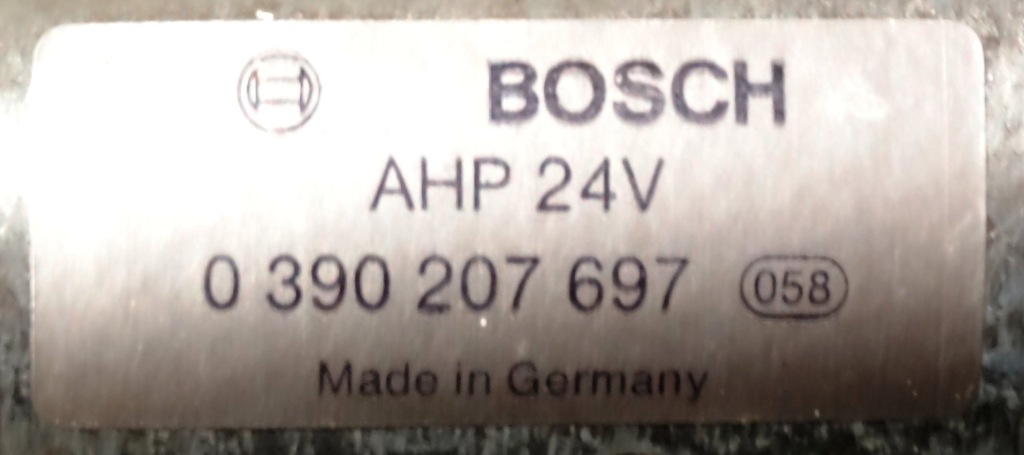 BOSCH
AHP 24V
0 390 207 697 058
Made in Germany